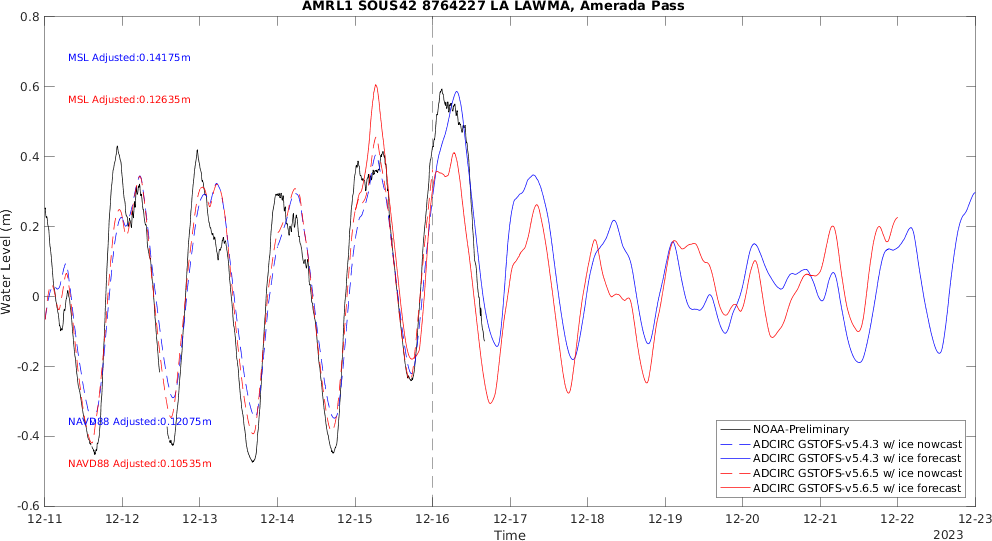 AMRL1 SOUS42 8764227 LA LAWMA, Amerada Pass
0.8
0.6
0.4
0.2
0
-0.2
-0.4
-0.6
Water Level (m)
MSL Adjusted:0.14175m
MSL Adjusted:0.12635m
NAVD88 Adjusted:0.12075m
NAVD88 Adjusted:0.10535m
NOAA-Preliminary
ADCIRC GSTOFS-v5.4.3 w/ ice nowcast
ADCIRC GSTOFS-v5.4.3 w/ ice forecast
ADCIRC GSTOFS-v5.6.5 w/ ice nowcast
ADCIRC GSTOFS-v5.6.5 w/ ice forecast
12-11 12-12 12-13 12-14 12-15 12-16 12-17 12-18 12-19 12-20 12-21 12-22 12-23
Time
2023